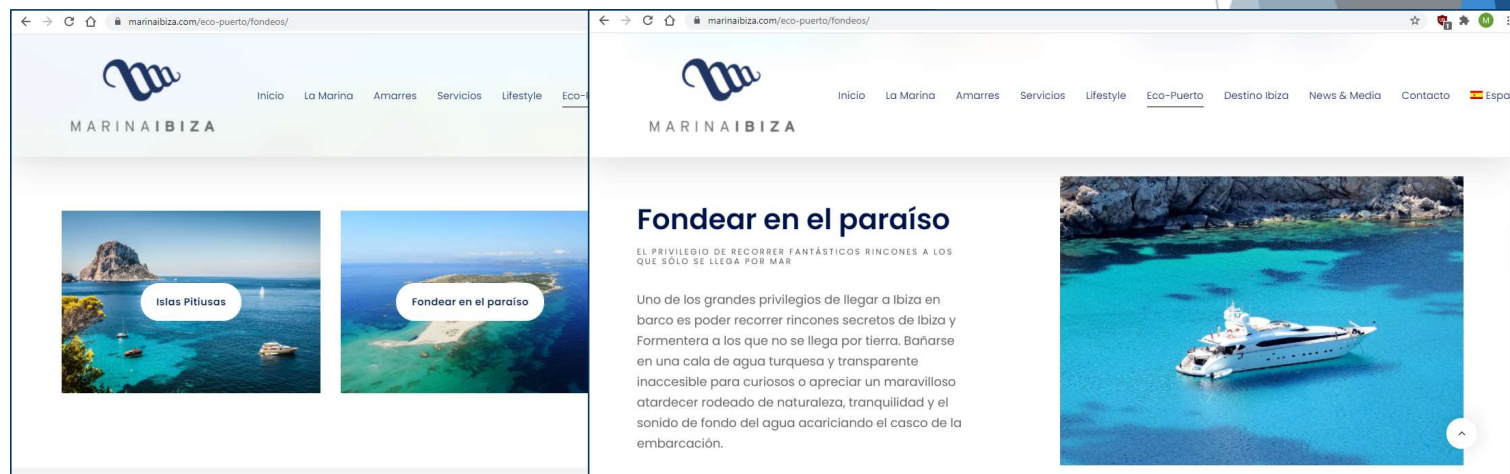 marinaibiza.com/eco-puerto/fondeos/
MARINAIBIZA
Inicio La Marina Amarres Servicios Lifestyle
Islas Pitiusas
Fondear en el paraíso
marinaibiza.com/eco-puerto/fondeos/
1
M
MARINAIBIZA
Inicio La Marina Amarres Servicios Lifestyle Eco-Puerto Destino Ibiza News & Media Contacto
Fondear en el paraíso
EL PRIVILEGIO DE RECORRER FANTÁSTICOS RINCONES A LOS
QUE SÓLO SE LLEGA POR MAR
Uno de los grandes privilegios de llegar a Ibiza en
barco es poder recorrer rincones secretos de Ibiza y
Formentera a los que no se llega por tierra. Bañarse
en una cala de agua turquesa y transparente
inaccesible para curiosos o apreciar un maravilloso
atardecer rodeado de naturaleza, tranquilidad y el
sonido de fondo del agua acariciando el casco de la
embarcación.